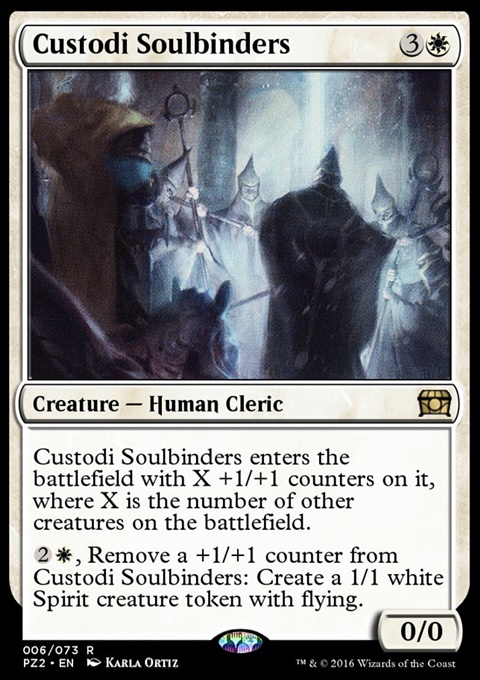 Custodi Soulbinders 3
Creature — Human Cleric
Custodi Soulbinders enters the
battlefield with X +1/+1 counters on it,
where X is the number of other
creatures on the battlefield.
2, Remove a +1/+1 counter from
Custodi Soulbinders: Create a 1/1 white
Spirit creature token with flying.
0/0
006/073 R
PZ2 • EN Karla Ortiz
™ & © 2016 Wizards of the Coast